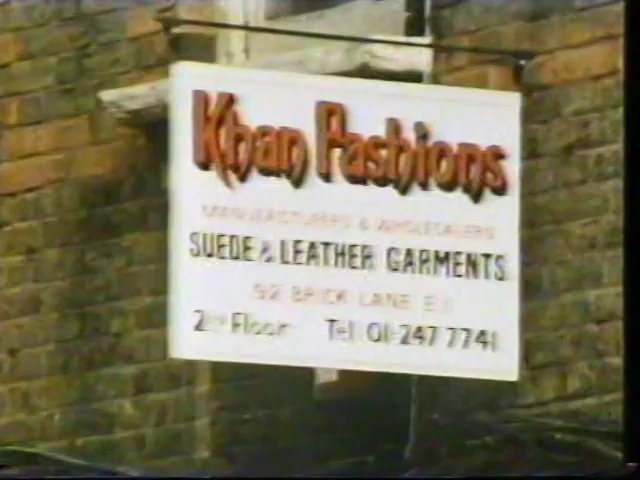 Khan Fashions
MANUFACTURERS & WHOLESALERS
SUEDE & LEATHER GARMENTS
92 BRICK LANE E1
2nd Floor Tel 01-247 7741